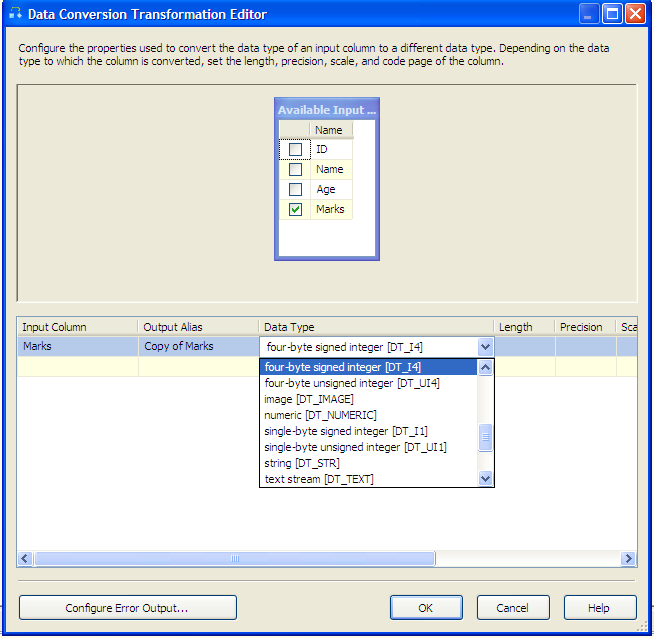 Data Conversion Transformation Editor
Configure the properties used to convert the data type of an input column to a different data type. Depending on the data
type to which the column is converted, set the length, precision, scale, and code page of the column.
Available Input ...
Name
ID
Name
Age
Marks
Input Column Output Alias Data Type Length Precision Sca
Marks Copy of Marks four-byte signed integer [DT_I4]
four-byte signed integer [DT_I4]
four-byte unsigned integer [DT_UI4]
image [DT_IMAGE]
numeric [DT_NUMERIC]
single-byte signed integer [DT_I1]
single-byte unsigned integer [DT_UI1]
string [DT_STR]
text stream [DT_TEXT]
Configure Error Output... OK Cancel Help